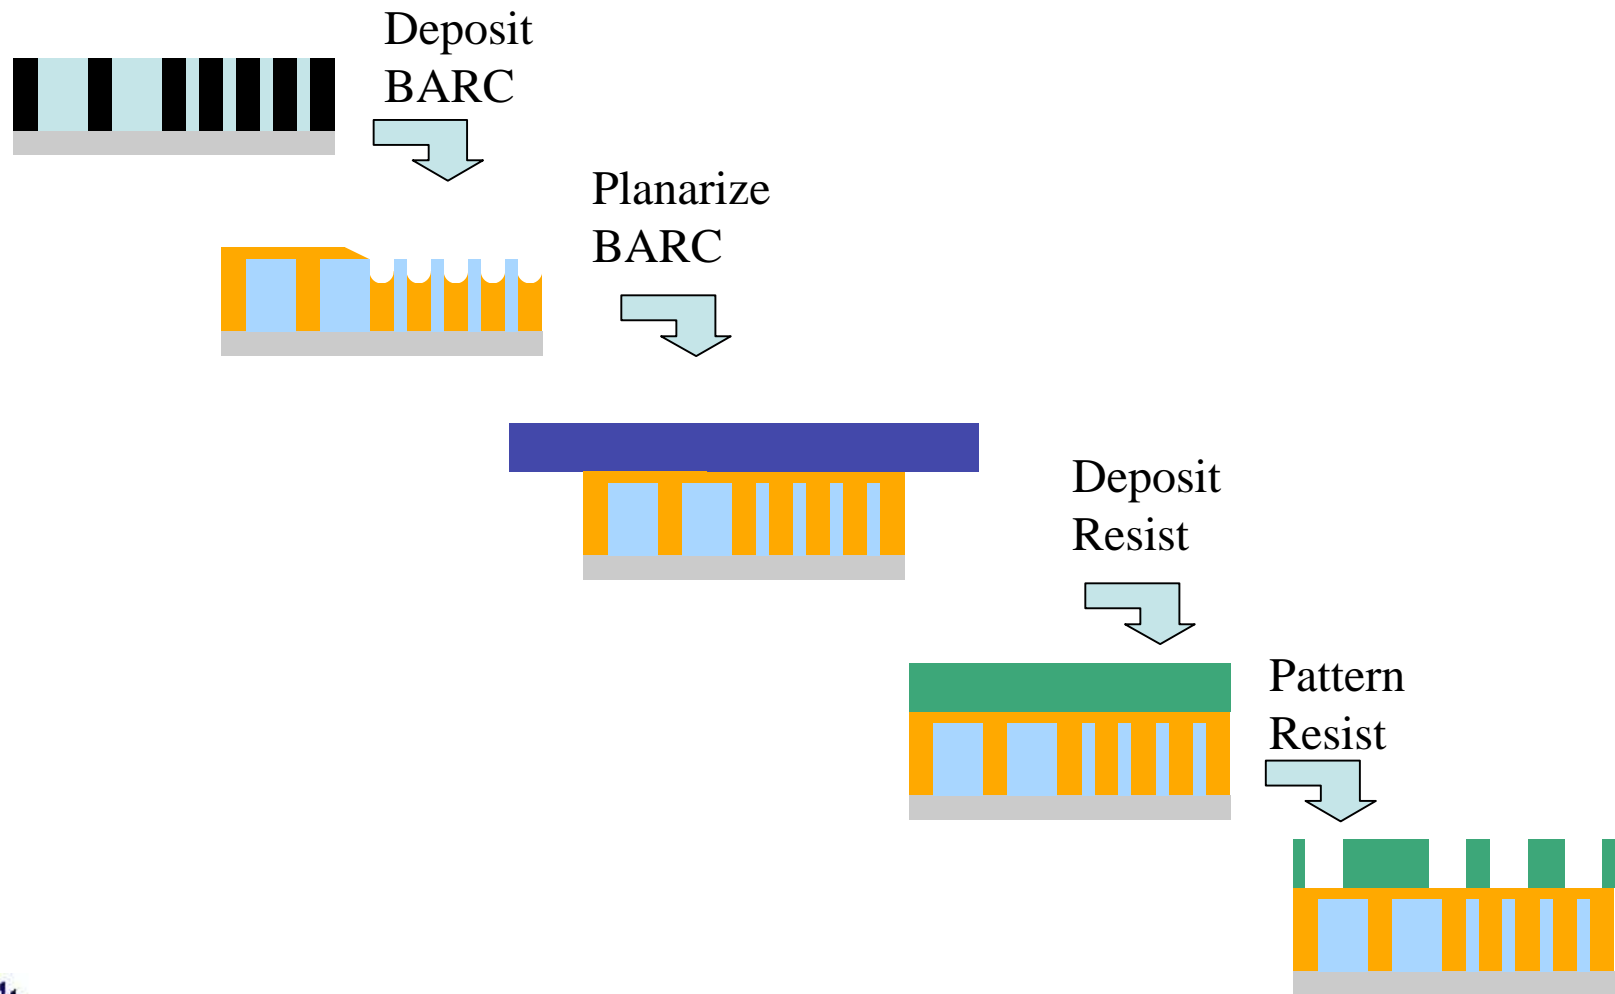 Deposit
BARC
Planarize
BARC
Deposit
Resist
Pattern
Resist